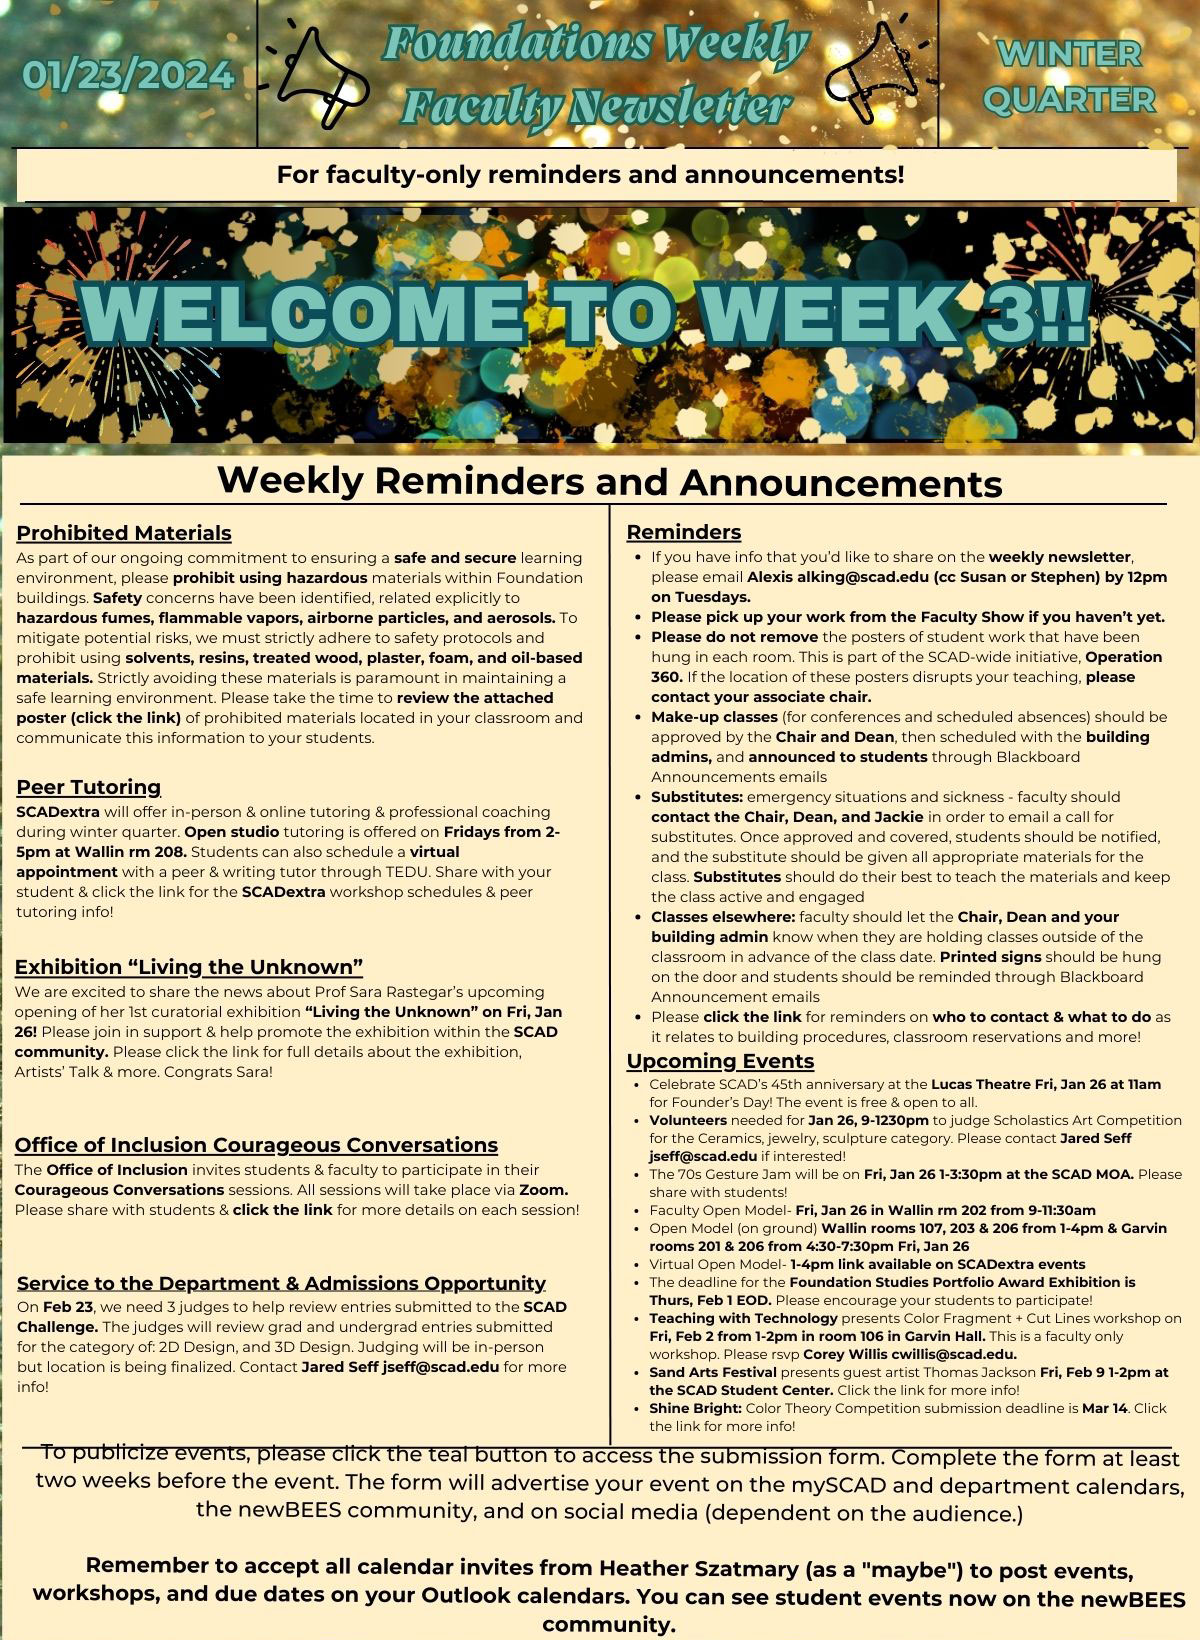 01/23/2024
Foundations Weekly
Faculty Newsletter
WINTER
QUARTER
For faculty-only reminders and announcements!
WELCOME TO WEEK 3!!
Weekly Reminders and Announcements
Prohibited Materials
As part of our ongoing commitment to ensuring a safe and secure learning
environment, please prohibit using hazardous materials within Foundation
buildings. Safety concerns have been identified, related explicitly to
hazardous fumes, flammable vapors, airborne particles, and aerosols. To
mitigate potential risks, we must strictly adhere to safety protocols and
prohibit using solvents, resins, treated wood, plaster, foam, and oil-based
materials. Strictly avoiding these materials is paramount in maintaining a
safe learning environment. Please take the time to review the attached
poster (click the link) of prohibited materials located in your classroom and
communicate this information to your students.
Peer Tutoring
SCADextra will offer in-person & online tutoring & professional coaching
during winter quarter. Open studio tutoring is offered on Fridays from 2-
5pm at Wallin rm 208. Students can also schedule a virtual
appointment with a peer & writing tutor through TEDU. Share with your
student & click the link for the SCADextra workshop schedules & peer
tutoring info!
Exhibition “Living the Unknown”
We are excited to share the news about Prof Sara Rastegar’s upcoming
opening of her 1st curatorial exhibition “Living the Unknown” on Fri, Jan
26! Please join in support & help promote the exhibition within the SCAD
community. Please click the link for full details about the exhibition,
Artists’ Talk & more. Congrats Sara!
Office of Inclusion Courageous Conversations
The Office of Inclusion invites students & faculty to participate in their
Courageous Conversations sessions. All sessions will take place via Zoom.
Please share with students & click the link for more details on each session!
Service to the Department & Admissions Opportunity
On Feb 23, we need 3 judges to help review entries submitted to the SCAD
Challenge. The judges will review grad and undergrad entries submitted
for the category of: 2D Design, and 3D Design. Judging will be in-person
but location is being finalized. Contact Jared Seff jseff@scad.edu for more
info!
Reminders
• If you have info that you’d like to share on the weekly newsletter,
please email Alexis alking@scad.edu (cc Susan or Stephen) by 12pm
on Tuesdays.
• Please pick up your work from the Faculty Show if you haven’t yet.
• Please do not remove the posters of student work that have been
hung in each room. This is part of the SCAD-wide initiative, Operation
360. If the location of these posters disrupts your teaching, please
contact your associate chair.
• Make-up classes (for conferences and scheduled absences) should be
approved by the Chair and Dean, then scheduled with the building
admins, and announced to students through Blackboard
Announcements emails
• Substitutes: emergency situations and sickness - faculty should
contact the Chair, Dean, and Jackie in order to email a call for
substitutes. Once approved and covered, students should be notified,
and the substitute should be given all appropriate materials for the
class. Substitutes should do their best to teach the materials and keep
the class active and engaged
• Classes elsewhere: faculty should let the Chair, Dean and your
building admin know when they are holding classes outside of the
classroom in advance of the class date. Printed signs should be hung
on the door and students should be reminded through Blackboard
Announcement emails
• Please click the link for reminders on who to contact & what to do as
it relates to building procedures, classroom reservations and more!
Upcoming Events
• Celebrate SCAD’s 45th anniversary at the Lucas Theatre Fri, Jan 26 at 11am
for Founder’s Day! The event is free & open to all.
• Volunteers needed for Jan 26, 9-1230pm to judge Scholastics Art Competition
for the Ceramics, jewelry, sculpture category. Please contact Jared Seff
jseff@scad.edu if interested!
• The 70s Gesture Jam will be on Fri, Jan 26 1-3:30pm at the SCAD MOA. Please
share with students!
• Faculty Open Model- Fri, Jan 26 in Wallin rm 202 from 9-11:30am
• Open Model (on ground) Wallin rooms 107, 203 & 206 from 1-4pm & Garvin
rooms 201 & 206 from 4:30-7:30pm Fri, Jan 26
• Virtual Open Model- 1-4pm link available on SCADextra events
• The deadline for the Foundation Studies Portfolio Award Exhibition is
Thurs, Feb 1 EOD. Please encourage your students to participate!
• Teaching with Technology presents Color Fragment + Cut Lines workshop on
Fri, Feb 2 from 1-2pm in room 106 in Garvin Hall. This is a faculty only
workshop. Please rsvp Corey Willis cwillis@scad.edu.
• Sand Arts Festival presents guest artist Thomas Jackson Fri, Feb 9 1-2pm at
the SCAD Student Center. Click the link for more info!
• Shine Bright: Color Theory Competition submission deadline is Mar 14. Click
the link for more info!
To publicize events, please click the teal button to access the submission form. Complete the form at least
two weeks before the event. The form will advertise your event on the mySCAD and department calendars,
the newBEES community, and on social media (dependent on the audience.)
Remember to accept all calendar invites from Heather Szatmary (as a "maybe") to post events,
workshops, and due dates on your Outlook calendars. You can see student events now on the newBEES
community.